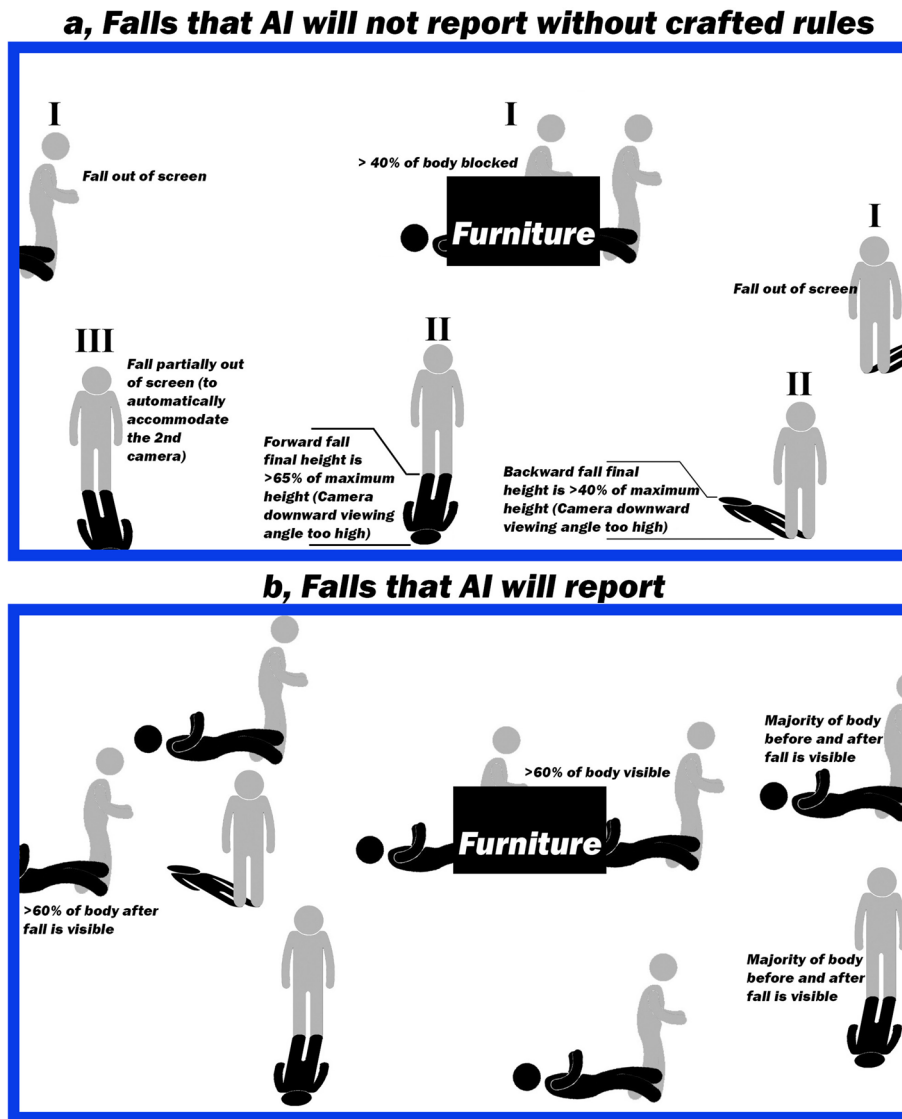 a, Falls that AI will not report without crafted rules
I
Fall out of screen
I
> 40% of body blocked
Furniture
I
Fall out of screen
III
Fall partially out
of screen (to
automatically
accommodate
the 2nd
camera)
II
Forward fall
final height is
>65% of maximum
height (Camera
downward viewing
angle too high)
II
Backward fall final
height is >40% of maximum
height (Camera downward
viewing angle too high)
b, Falls that AI will report
>60% of body after
fall is visible
>60% of body visible
Furniture
Majority of body
before and after
fall is visible
Majority of body
before and after
fall is visible